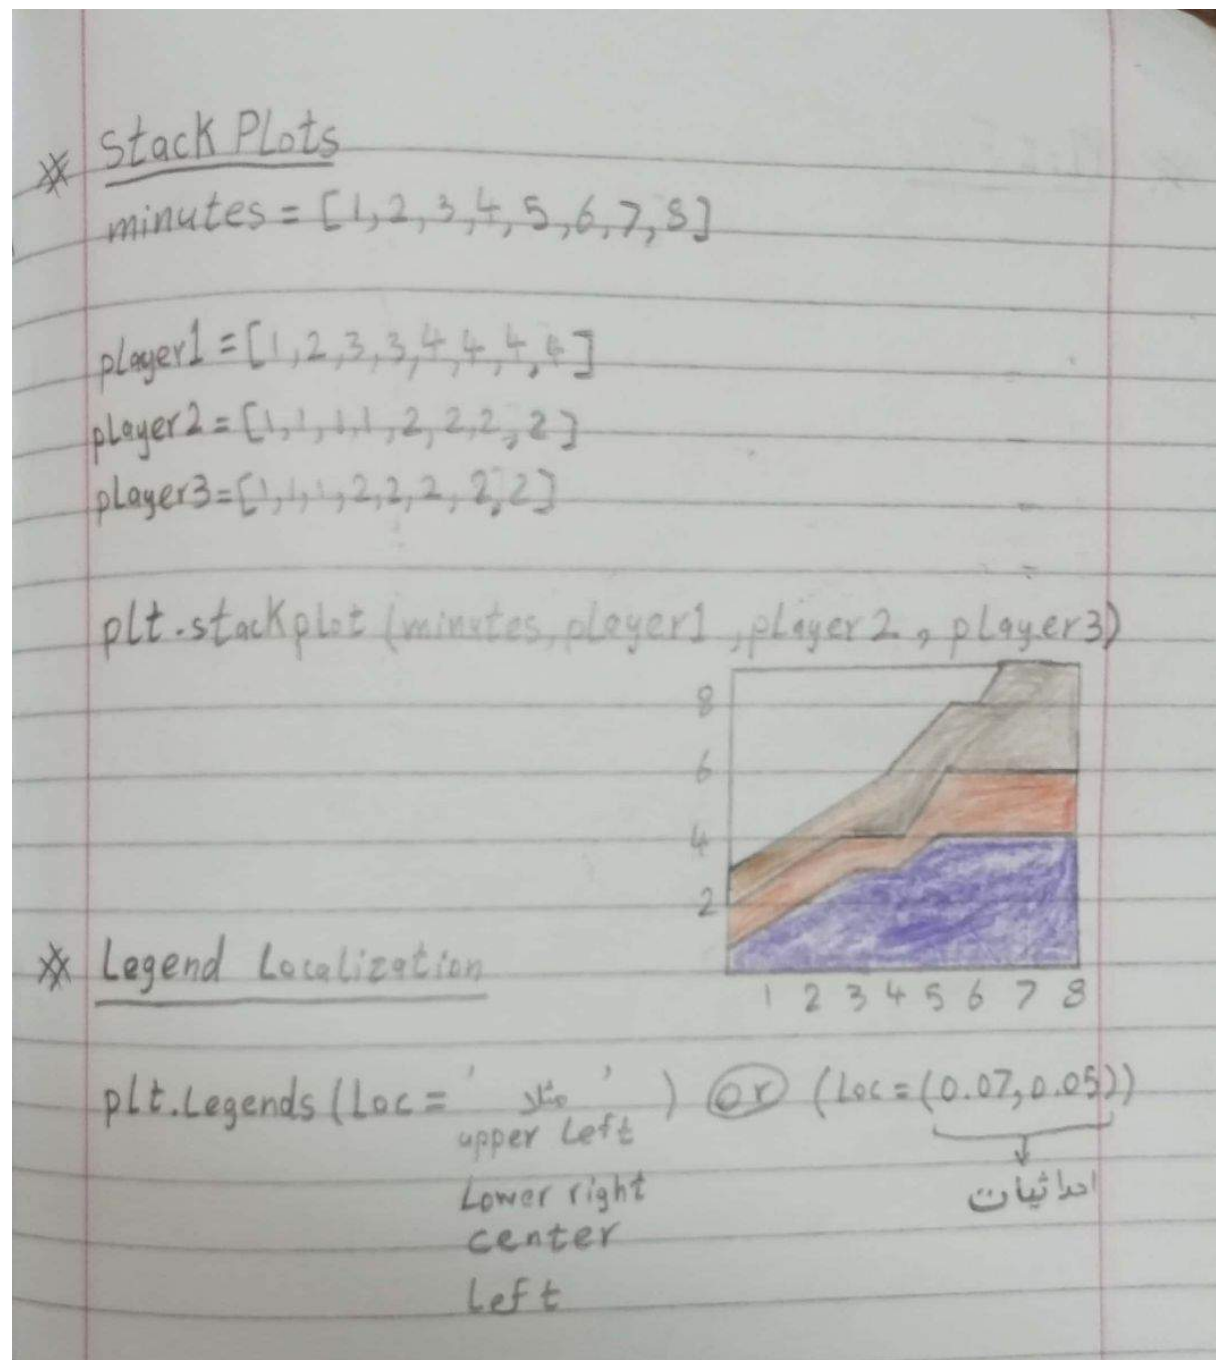 ※ Stack Plots
minutes = [1,2,3,4,5,6,7,8]
player1 = [1,2,3,3,4,4,4,4]
player2 = [1,1,1,1,2,2,2,2]
player3 = [1,1,1,2,2,2,2,2]
plt.stackplot (minutes, player1, player2, player3)
8
6
4
2
1 2 3 4 5 6 7 8
※ Legend Localization
plt.Legends (Loc = ' مثلا ' ) or (Loc = (0.07, 0.05))
upper Left
Lower right
احداثيات
center
Left